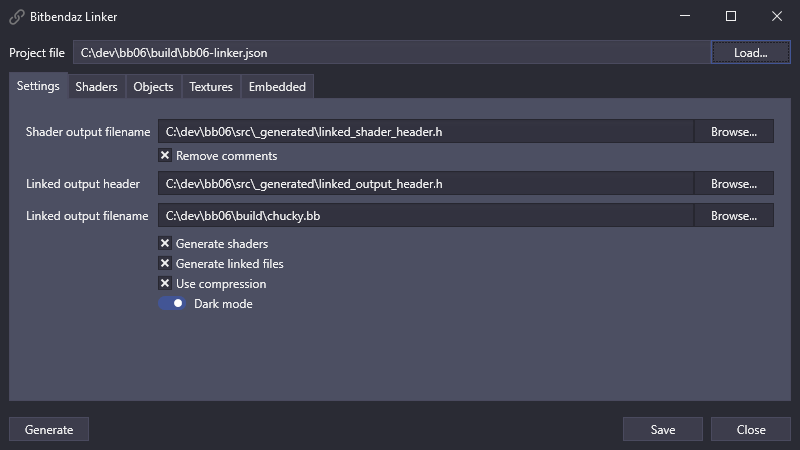 Bitbendaz Linker
Project file C:\dev\bb06\build\bb06-linker.json Load...
Settings Shaders Objects Textures Embedded
Shader output filename C:\dev\bb06\src\_generated\linked_shader_header.h Browse...
Remove comments
Linked output header C:\dev\bb06\src\_generated\linked_output_header.h Browse...
Linked output filename C:\dev\bb06\build\chucky.bb Browse...
Generate shaders
Generate linked files
Use compression
Dark mode
Generate Save Close